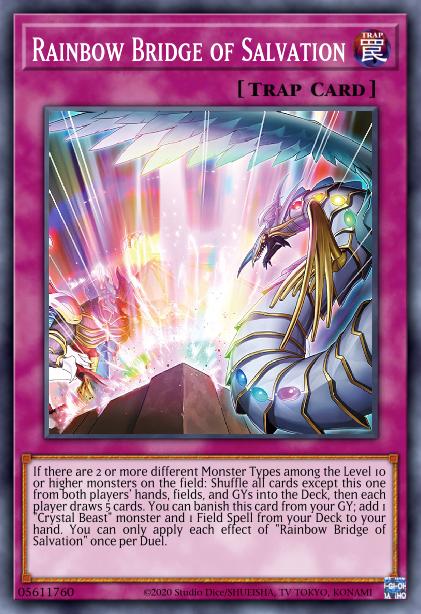 RAINBOW BRIDGE OF SALVATION
TRAP
罠
[TRAP CARD]
If there are 2 or more different Monster Types among the Level 10
or higher monsters on the field: Shuffle all cards except this one
from both players' hands, fields, and GYs into the Deck, then each
player draws 5 cards. You can banish this card from your GY; add 1
"Crystal Beast" monster and 1 Field Spell from your Deck to your
hand. You can only apply each effect of "Rainbow Bridge of
Salvation" once per Duel.
05611760
©2020 Studio Dice/SHUEISHA, TV TOKYO, KONAMI